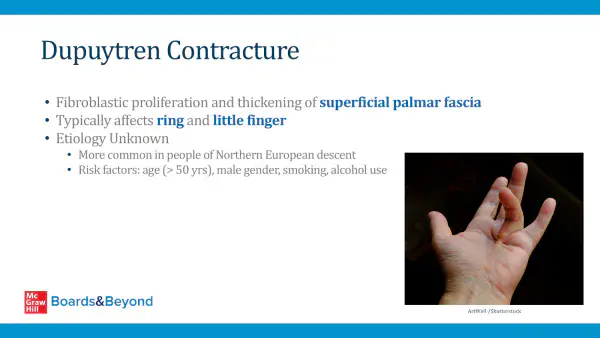 Dupuytren Contracture
• Fibroblastic proliferation and thickening of superficial palmar fascia
• Typically affects ring and little finger
• Etiology Unknown
• More common in people of Northern European descent
• Risk factors: age (> 50 yrs), male gender, smoking, alcohol use
Mc
Graw
Hill
Boards&Beyond
ArtWell /Shutterstock